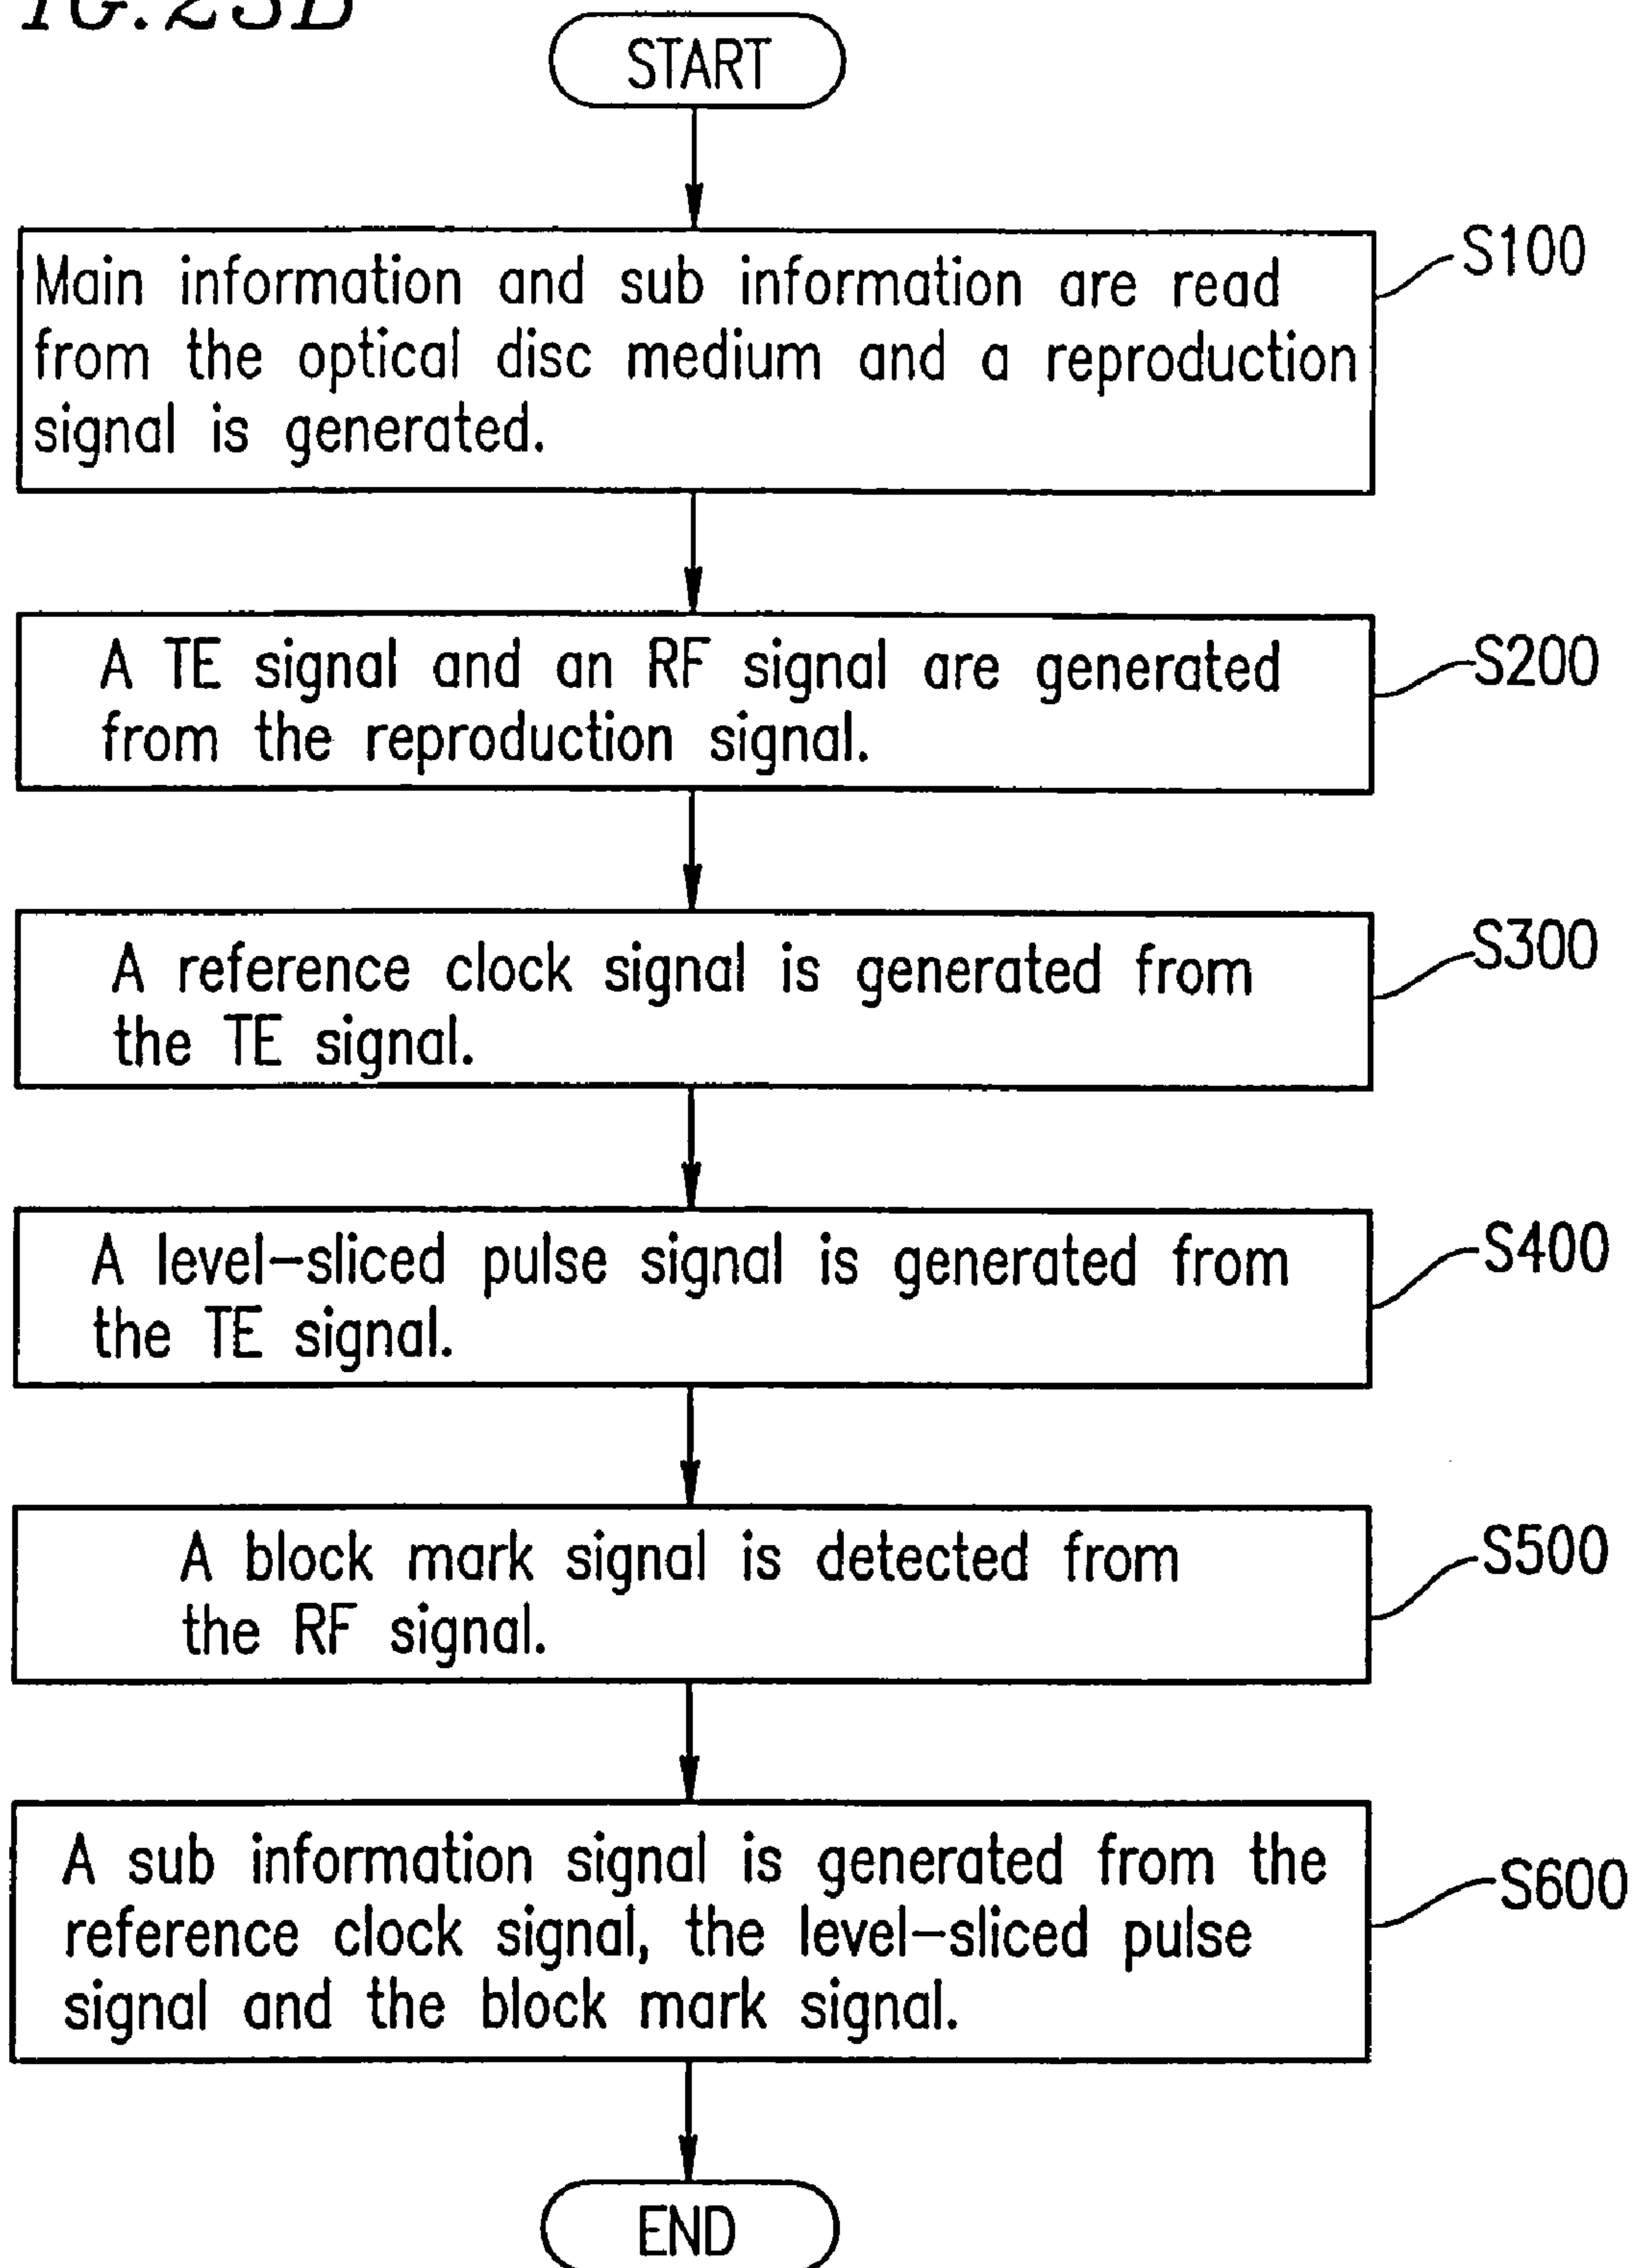 IG.23B
START
Main information and sub information are read
from the optical disc medium and a reproduction
signal is generated.
S100
A TE signal and an RF signal are generated
from the reproduction signal.
S200
A reference clock signal is generated from
the TE signal.
S300
A level-sliced pulse signal is generated from
the TE signal.
S400
A block mark signal is detected from
the RF signal.
S500
A sub information signal is generated from the
reference clock signal, the level-sliced pulse
signal and the block mark signal.
S600
END